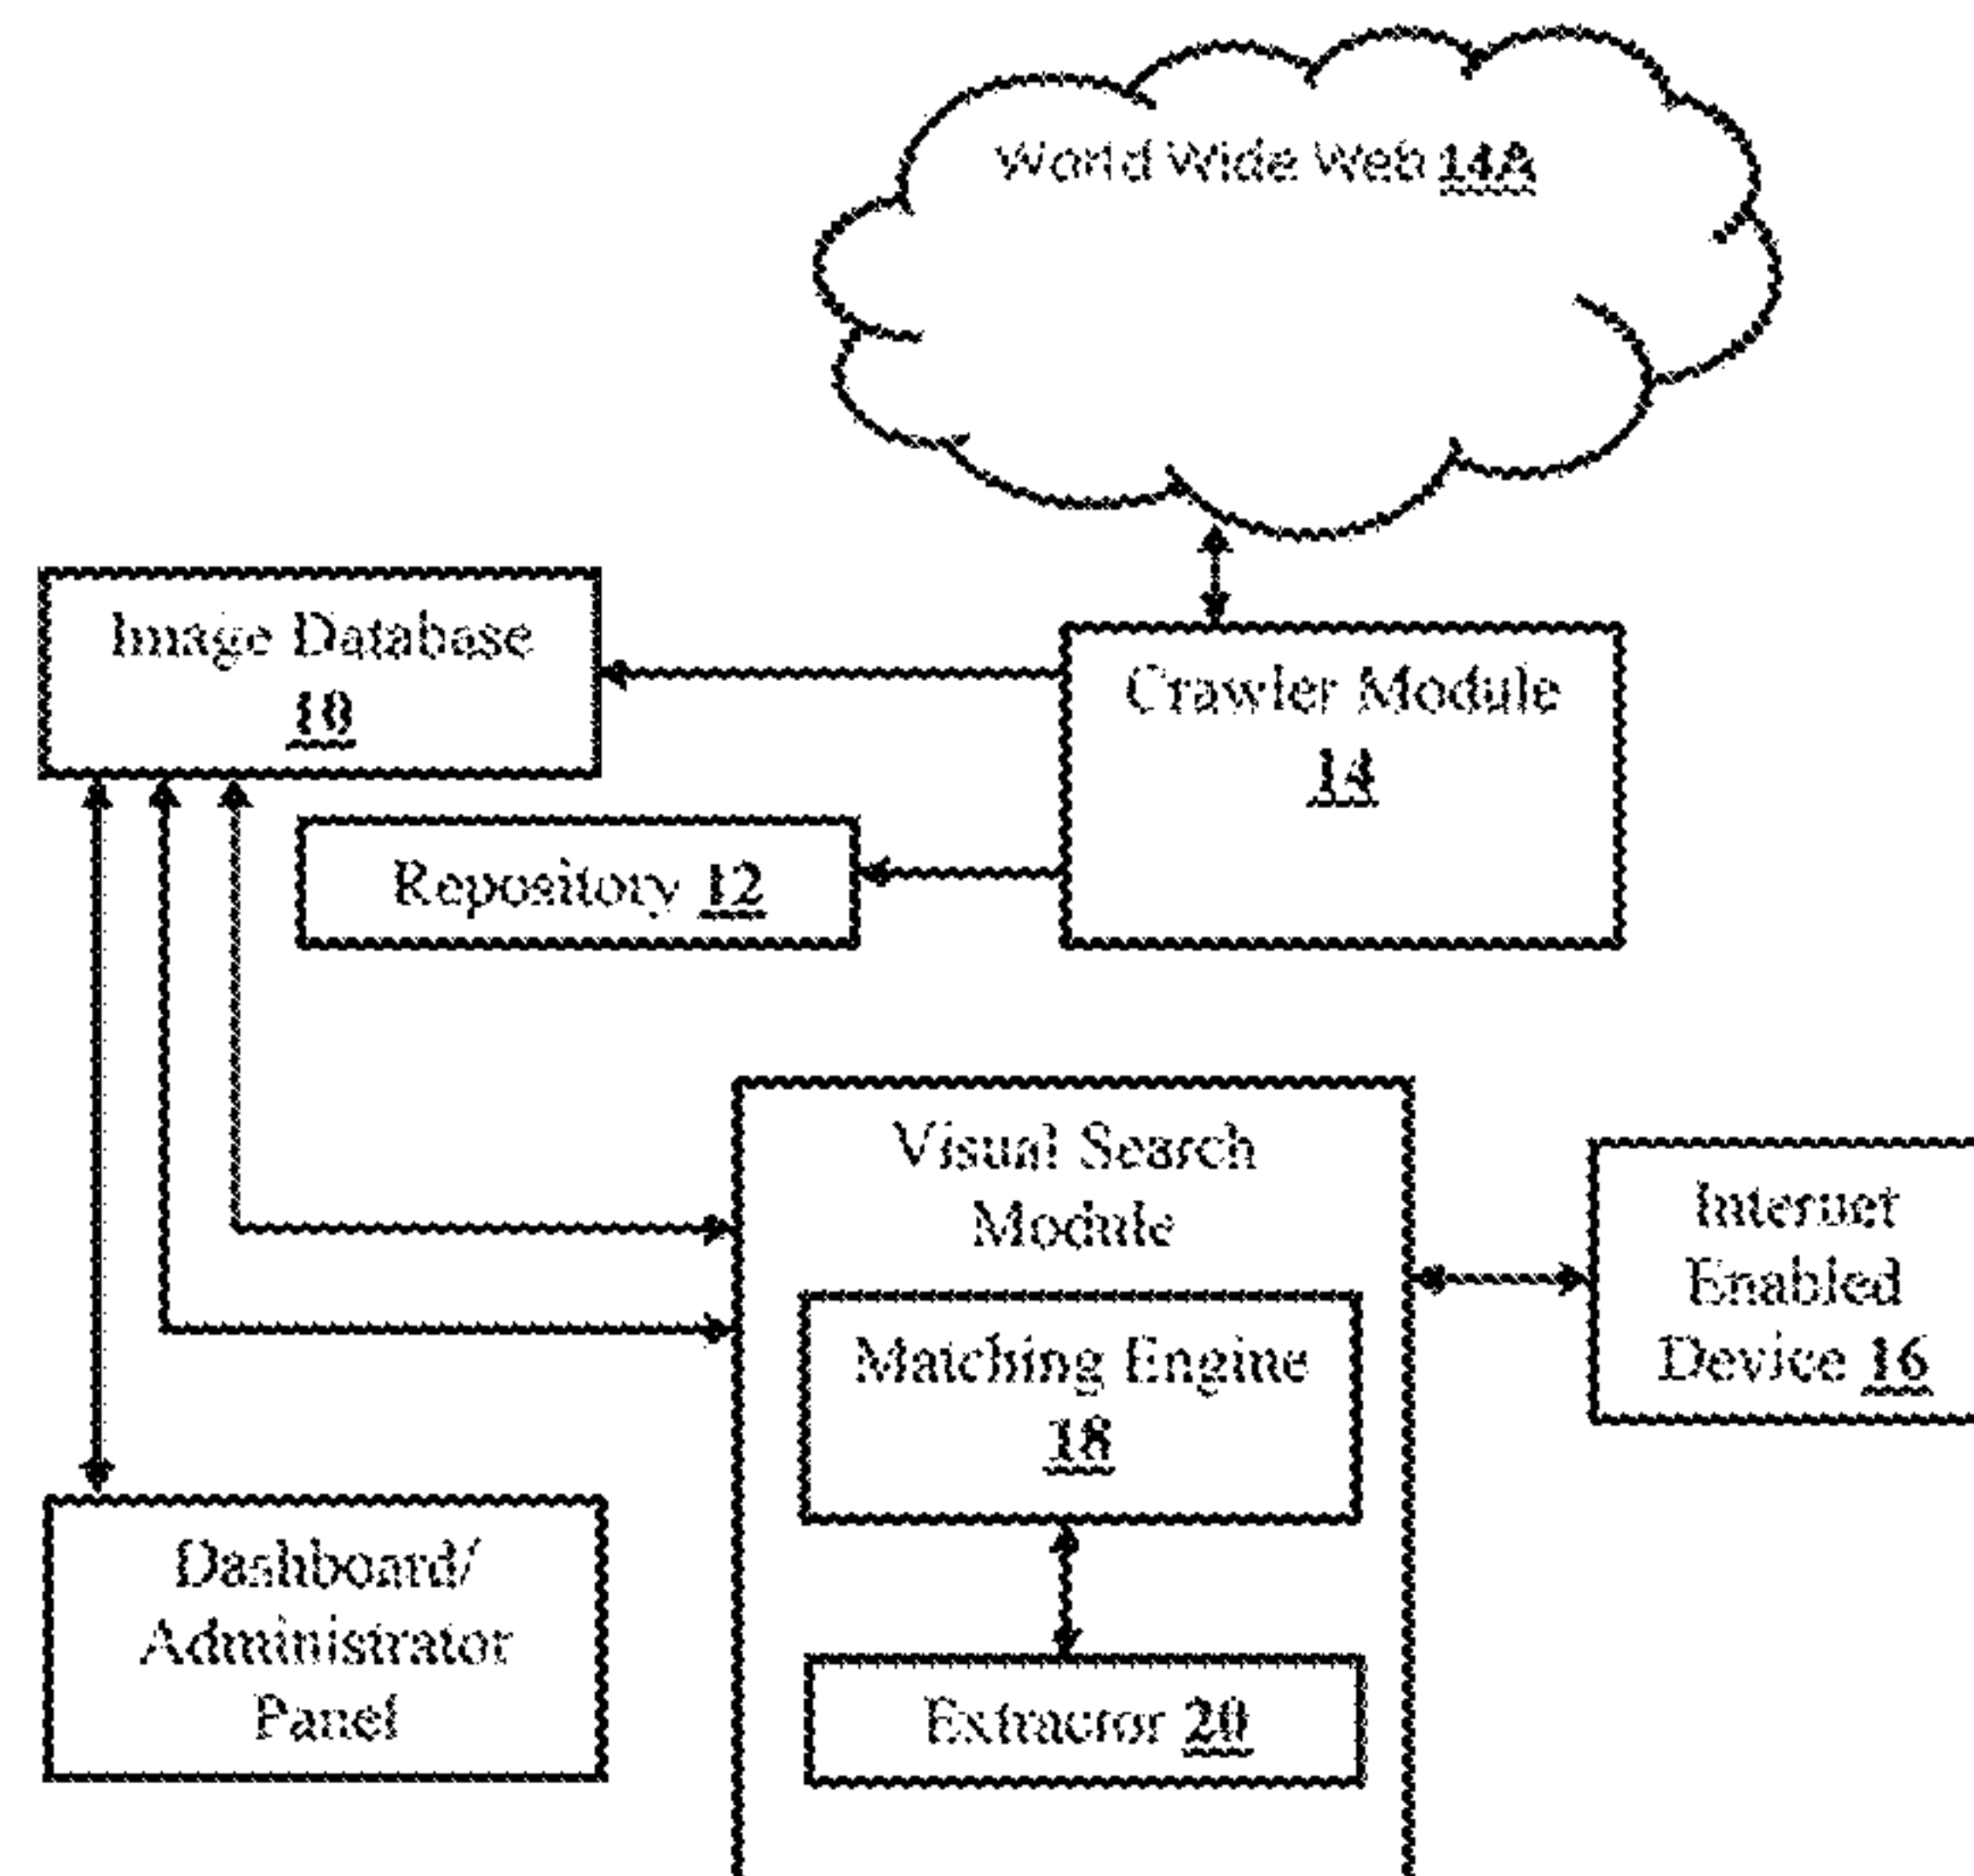 World Wide Web 14A
Image Database
10
Crawler Module
14
Repository 12
Visual Search
Module
Internet
Enabled
Device 16
Matching Engine
18
Dashboard/
Administrator
Panel
Extractor 20